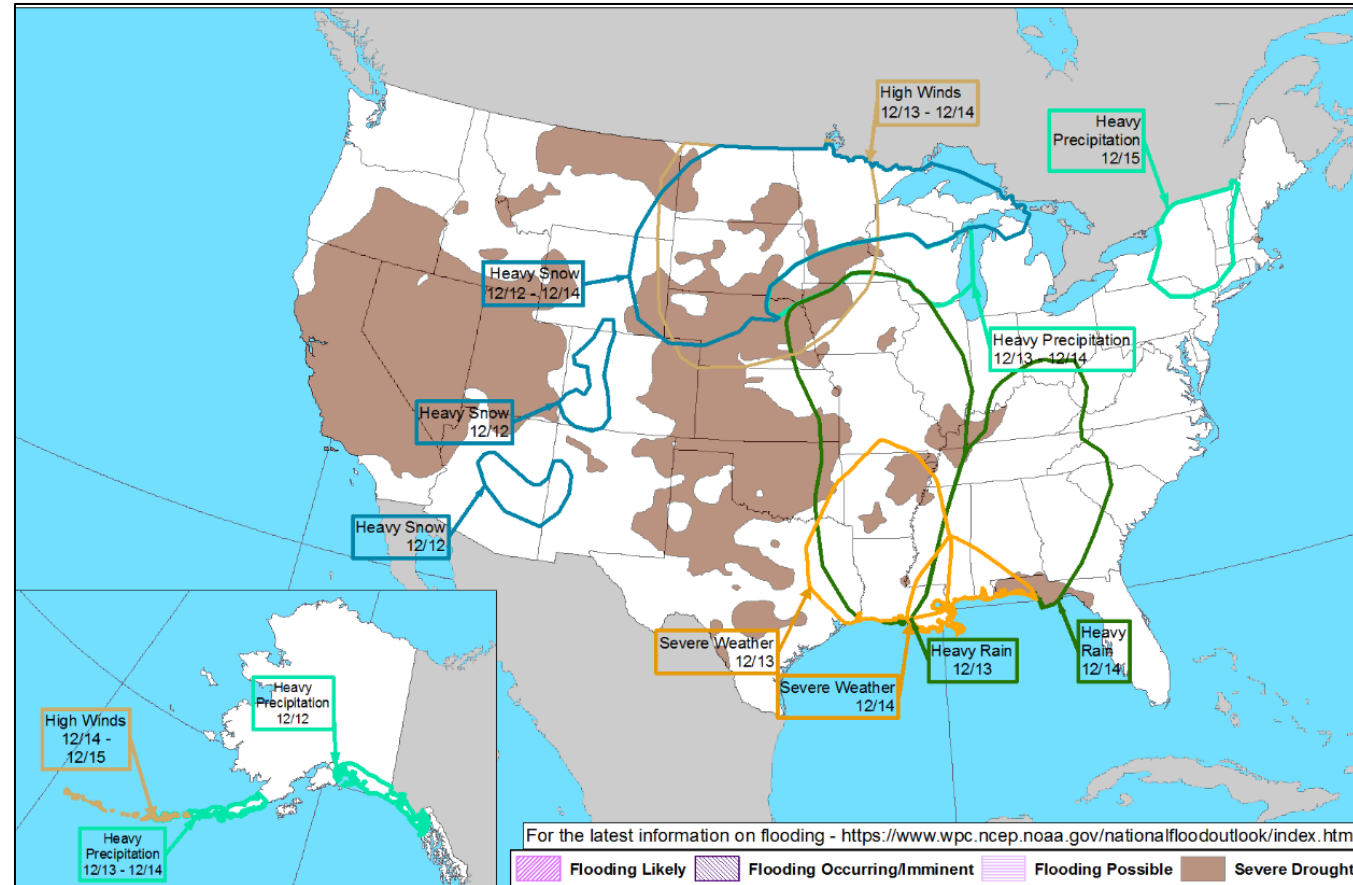 High Winds
12/13 - 12/14
Heavy
Precipitation
12/15
Heavy Snow
12/12 - 12/14
Heavy Precipitation
12/13 - 12/14
Heavy Snow
12/12
Heavy Snow
12/12
Severe Weather
12/13
Heavy Rain
12/13
Heavy
Rain
12/14
Severe Weather
12/14
Heavy
Precipitation
12/12
High Winds
12/14 -
12/15
Heavy
Precipitation
12/13 - 12/14
For the latest information on flooding - https://www.wpc.ncep.noaa.gov/nationalfloodoutlook/index.htm
Flooding Likely Flooding Occurring/Imminent Flooding Possible Severe Drought